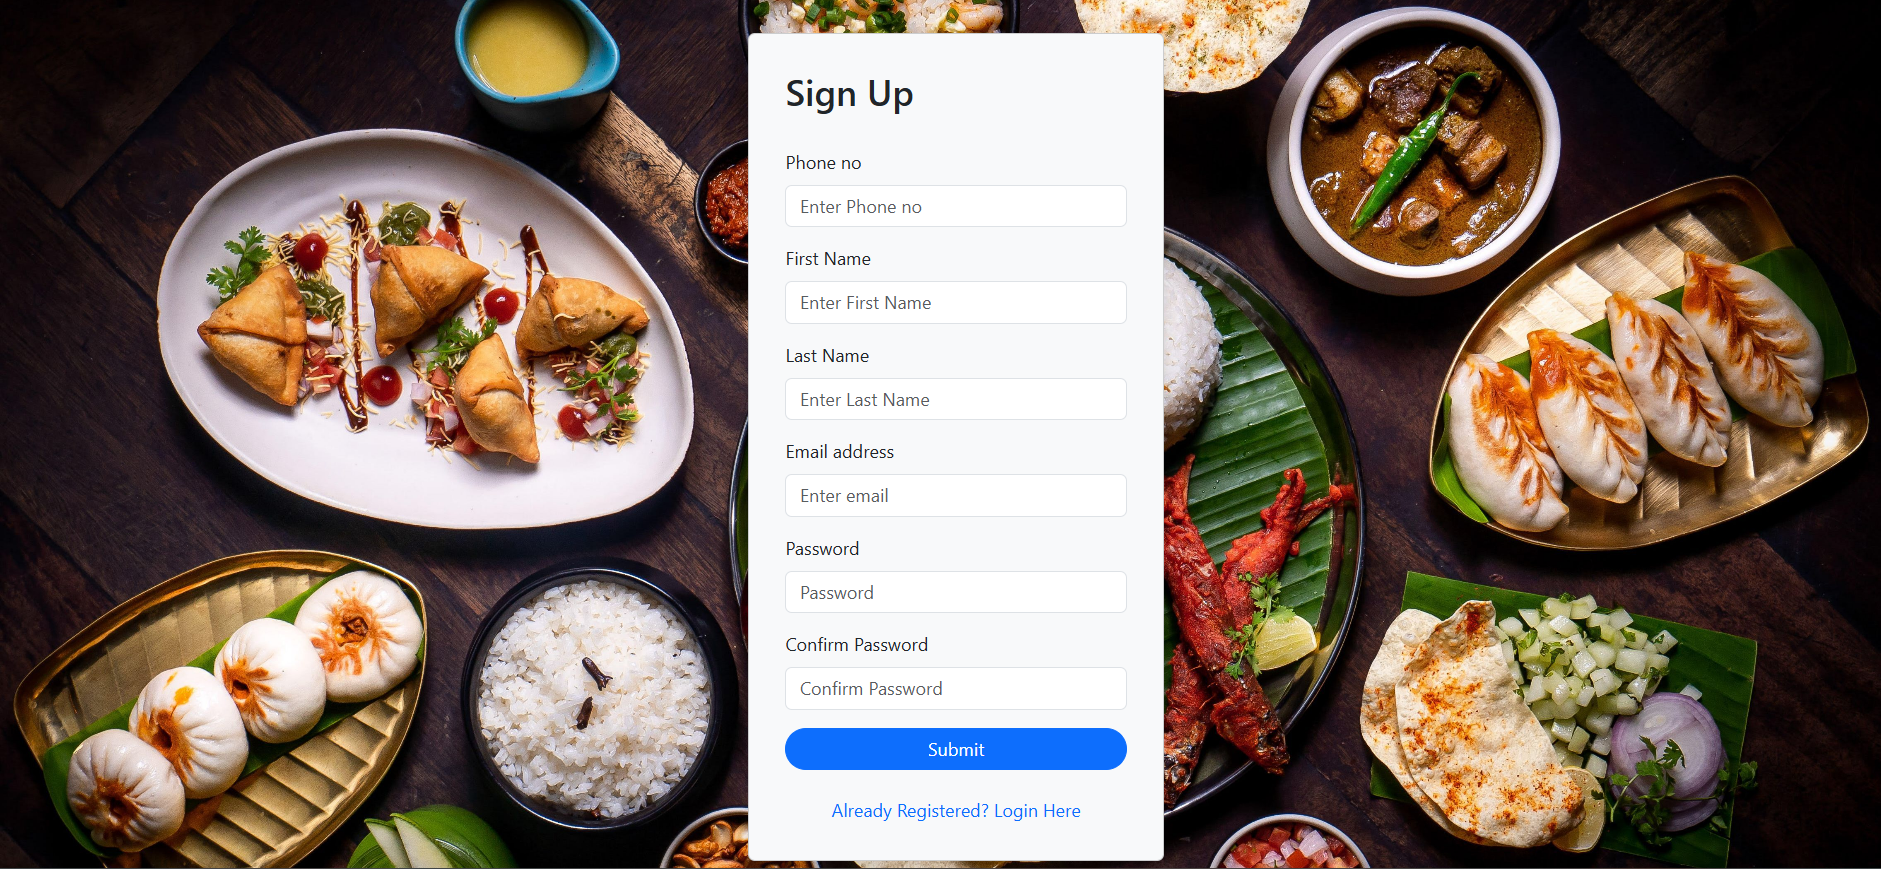 Sign Up
Phone no
Enter Phone no
First Name
Enter First Name
Last Name
Enter Last Name
Email address
Enter email
Password
Password
Confirm Password
Confirm Password
Submit
Already Registered? Login Here